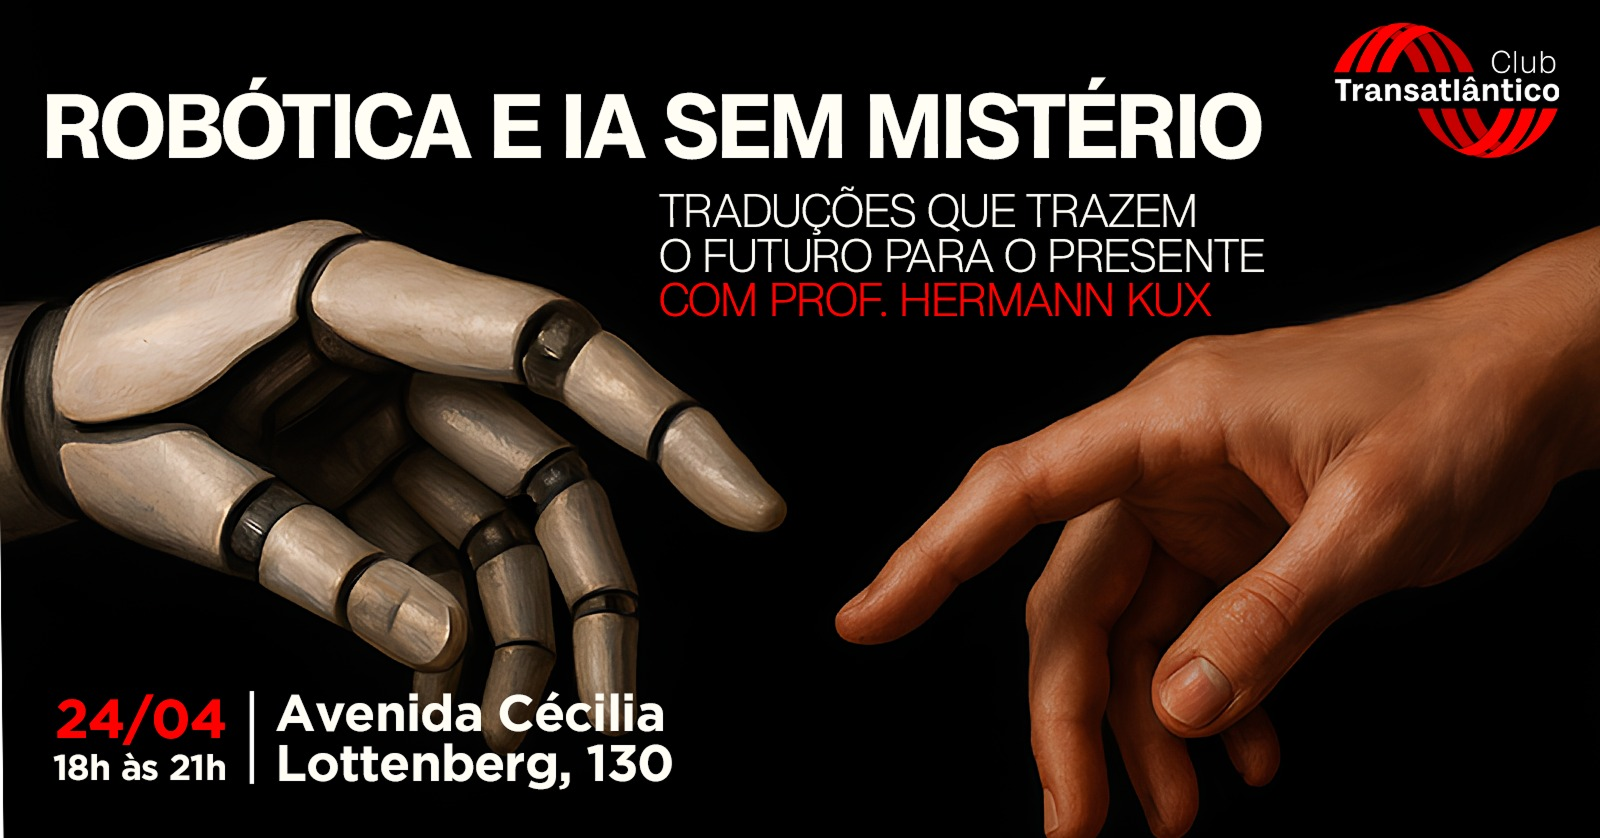 ROBÓTICA E IA SEM MISTÉRIO
Club
Transatlântico
TRADUÇÕES QUE TRAZEM
O FUTURO PARA O PRESENTE
COM PROF. HERMANN KUX
24/04
18h às 21h
Avenida Cécilia
Lottenberg, 130